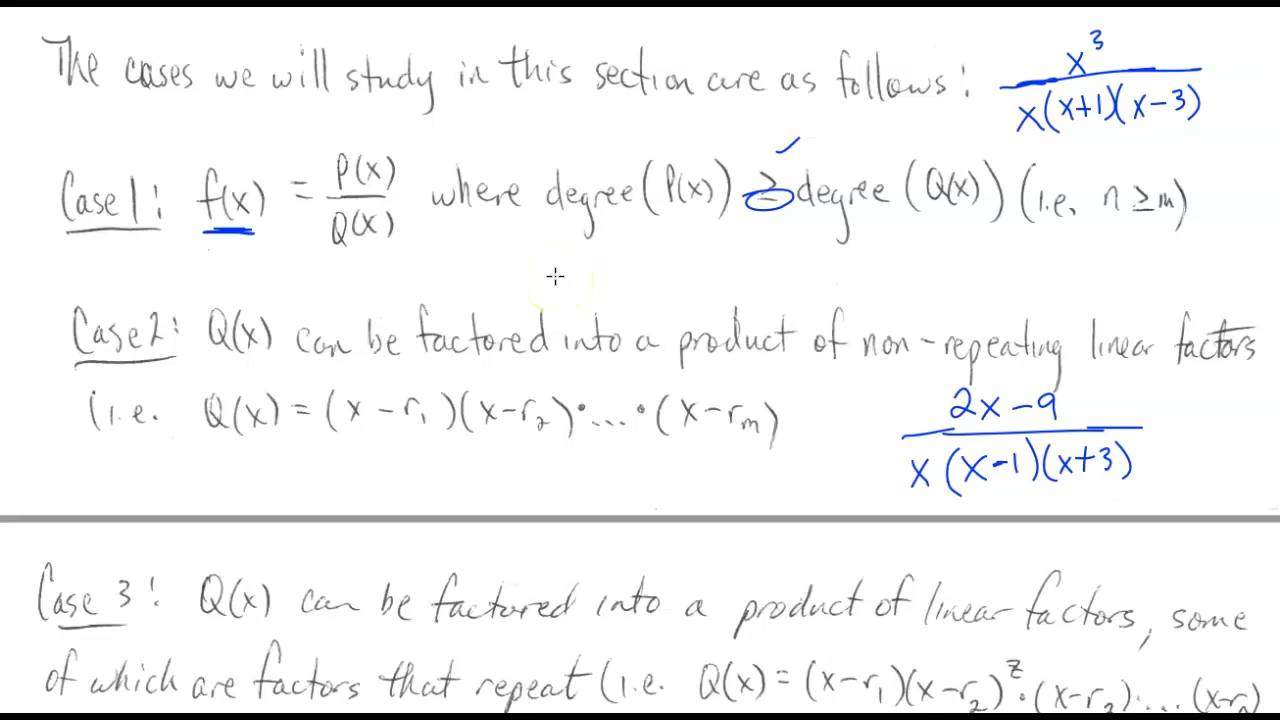 The cases we will study in this section are as follows: x³/(x(x+1)(x-3))
Case 1: f(x) = P(x)/Q(x) where degree (P(x)) ≥ degree (Q(x)) (i.e. n ≥ m)
Case 2: Q(x) can be factored into a product of non-repeating linear factors
(i.e. Q(x) = (x-r₁)(x-r₂)·...·(x-rₘ)
(2x-9)/(x(x-1)(x+3))
Case 3: Q(x) can be factored into a product of linear factors, some
of which are factors that repeat (i.e. Q(x) = (x-r₁)(x-r₂)²·(x-r₂)·...